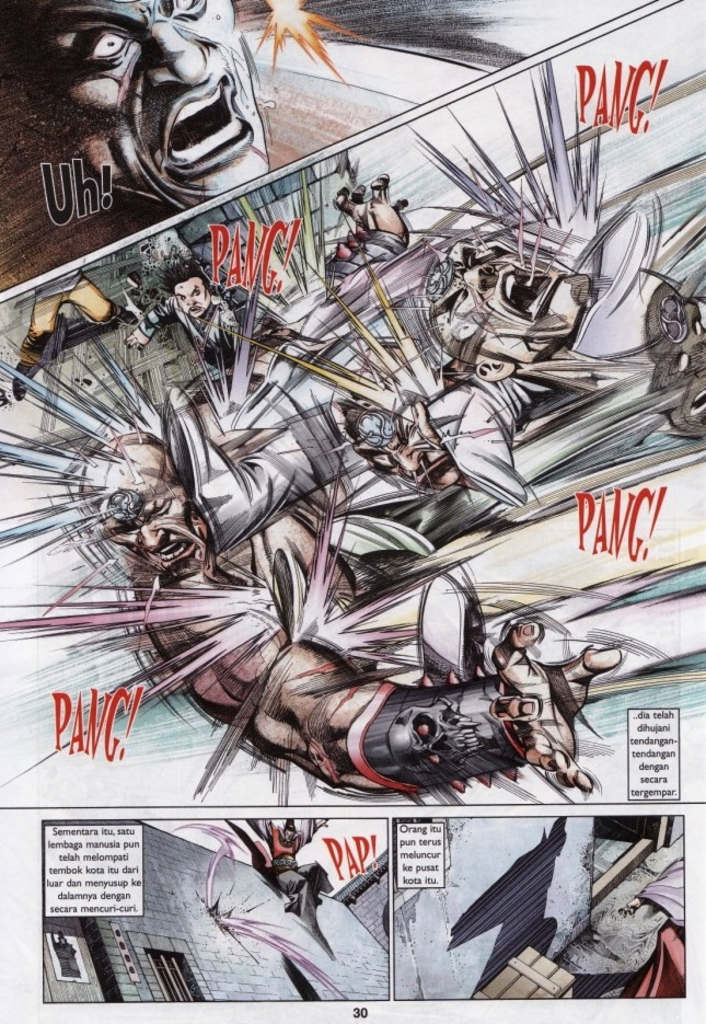 Uh!
PANG!
PANG!
PANG!
PANG!
..dia telah
dihujani
tendangan-
tendangan
dengan
secara
tergempar.
Sementara itu, satu
lembaga manusia pun
telah melompati
tembok kota itu dari
luar dan menyusup ke
dalamnya dengan
secara mencuri-curi.
PAP!
Orang itu
pun terus
meluncur
ke pusat
kota itu.
30